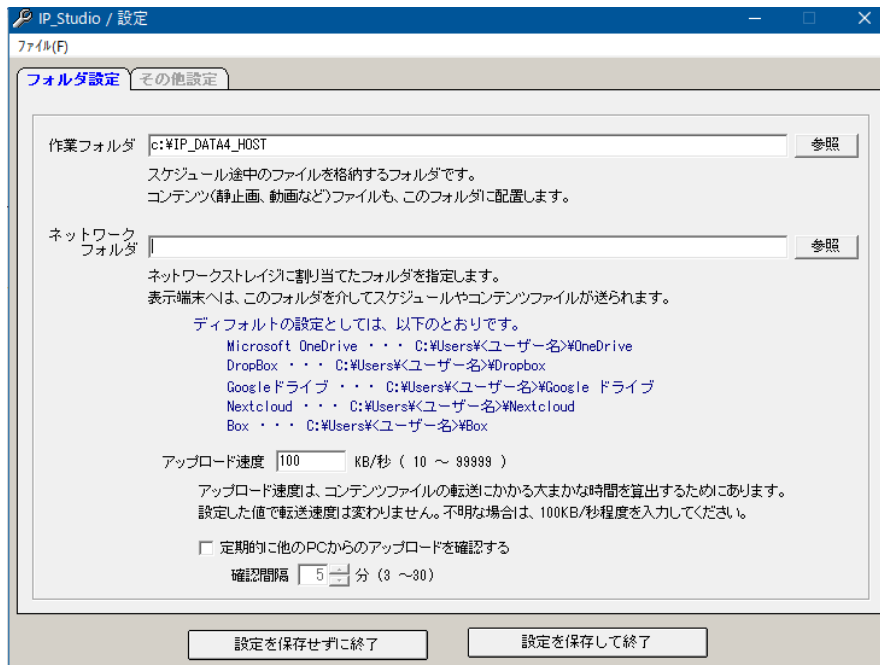 IP_Studio / 設定
ファイル(F)
フォルダ設定 その他設定
作業フォルダ c:¥IP_DATA4_HOST 参照
スケジュール途中のファイルを格納するフォルダです。
コンテンツ(静止画、動画など)ファイルも、このフォルダに配置します。
ネットワーク
フォルダ 参照
ネットワークストレイジに割り当てたフォルダを指定します。
表示端末へは、このフォルダを介してスケジュールやコンテンツファイルが送られます。
ディフォルトの設定としては、以下のとおりです。
Microsoft OneDrive ・・・ C:¥Users¥<ユーザー名>¥OneDrive
DropBox ・・・ C:¥Users¥<ユーザー名>¥Dropbox
Googleドライブ ・・・ C:¥Users¥<ユーザー名>¥Google ドライブ
Nextcloud ・・・ C:¥Users¥<ユーザー名>¥Nextcloud
Box ・・・ C:¥Users¥<ユーザー名>¥Box
アップロード速度 100 KB/秒 ( 10 ～ 99999 )
アップロード速度は、コンテンツファイルの転送にかかる大まかな時間を算出するためにあります。
設定した値で転送速度は変わりません。不明な場合は、100KB/秒程度を入力してください。
定期的に他のPCからのアップロードを確認する
確認間隔 5 分 (3 ～30)
設定を保存せずに終了 設定を保存して終了